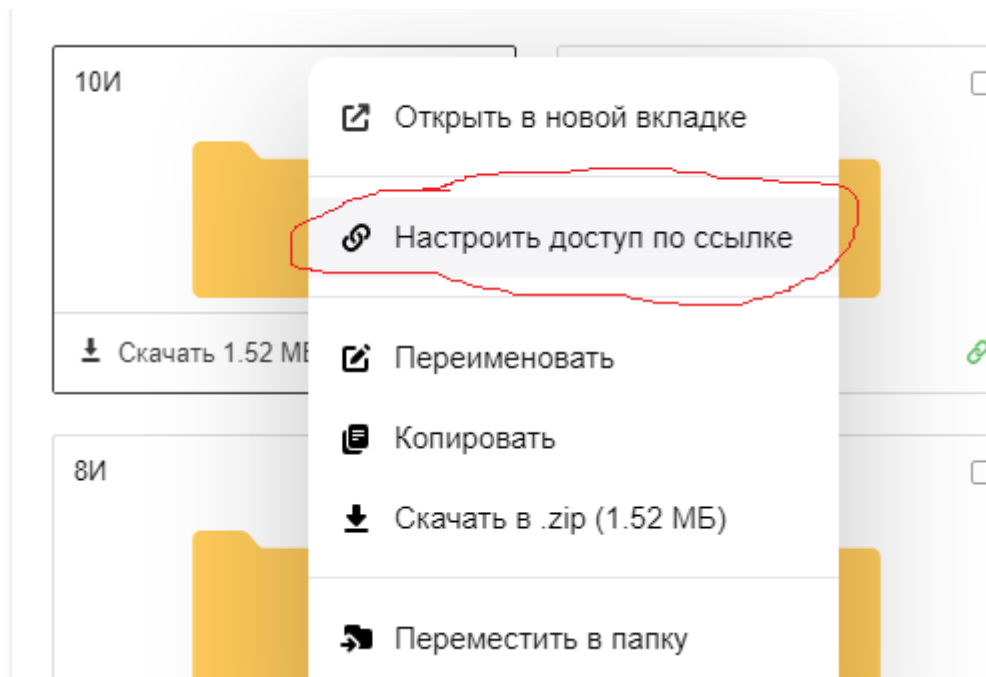 10И
Открыть в новой вкладке
Настроить доступ по ссылке
Скачать 1.52 МБ
Переименовать
Копировать
8И
Скачать в .zip (1.52 МБ)
Переместить в папку